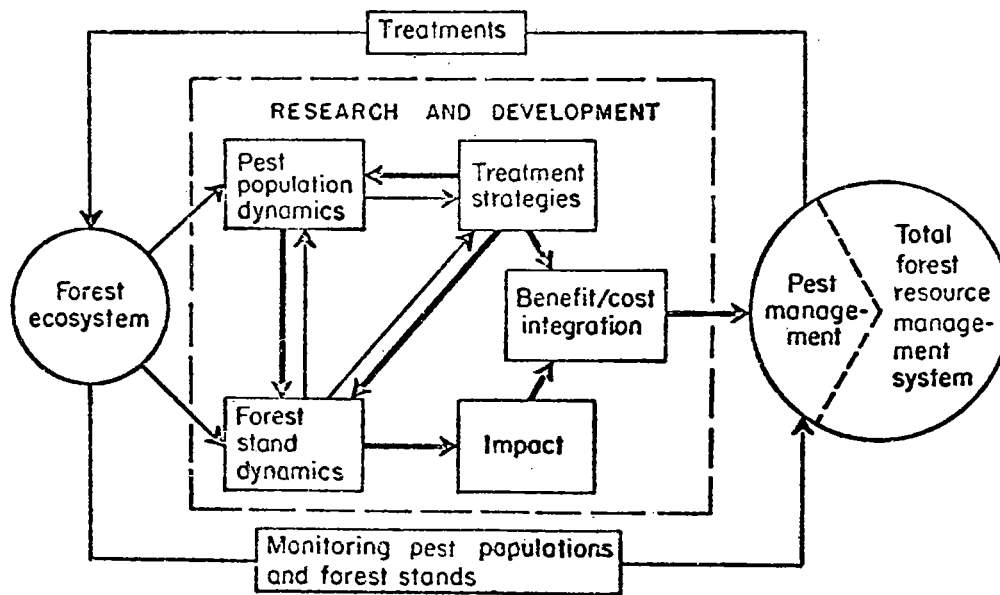 Treatments
RESEARCH AND DEVELOPMENT
Pest
population
dynamics
Treatment
strategies
Forest
ecosystem
Benefit/cost
integration
Pest
manage-
ment
Total
forest
resource
manage-
ment
system
Forest
stand
dynamics
Impact
Monitoring pest populations
and forest stands